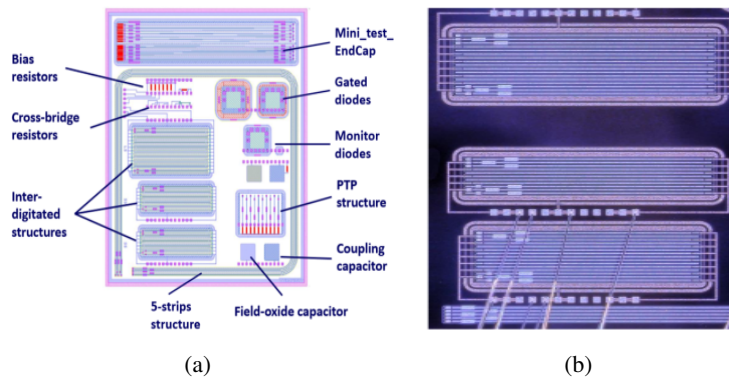 Bias
resistors
Cross-bridge
resistors
Inter-
digitated
structures
5-strips
structure
Field-oxide capacitor
Mini_test_
EndCap
Gated
diodes
Monitor
diodes
PTP
structure
Coupling
capacitor
(a)
(b)